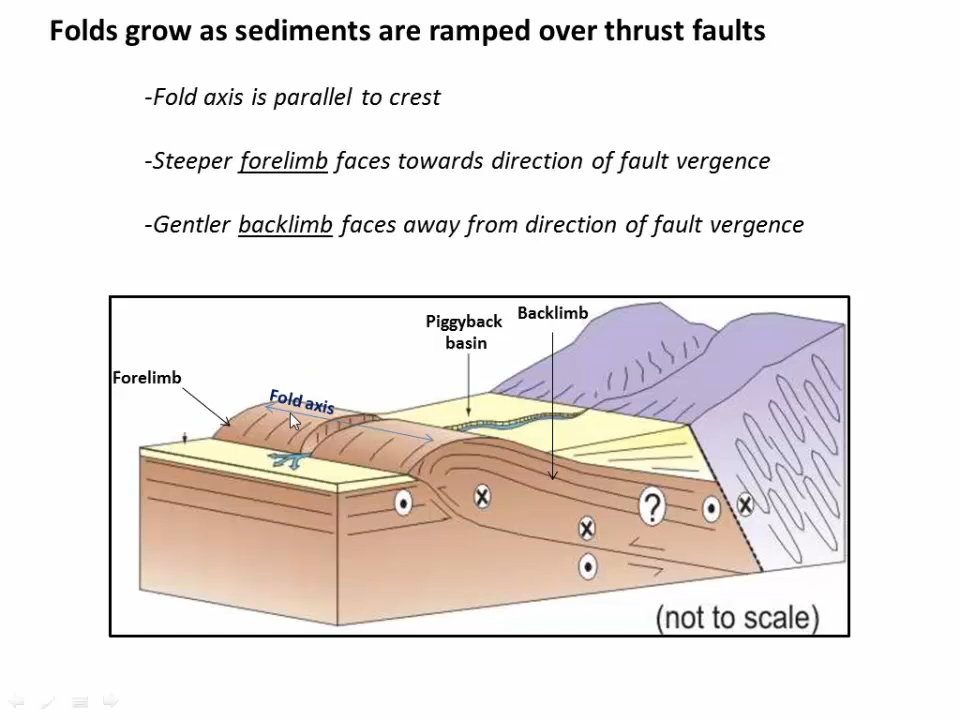 Folds grow as sediments are ramped over thrust faults
-Fold axis is parallel to crest
-Steeper forelimb faces towards direction of fault vergence
-Gentler backlimb faces away from direction of fault vergence
Backlimb
Piggyback
basin
Forelimb
Fold axis
X
X
?
X
(not to scale)